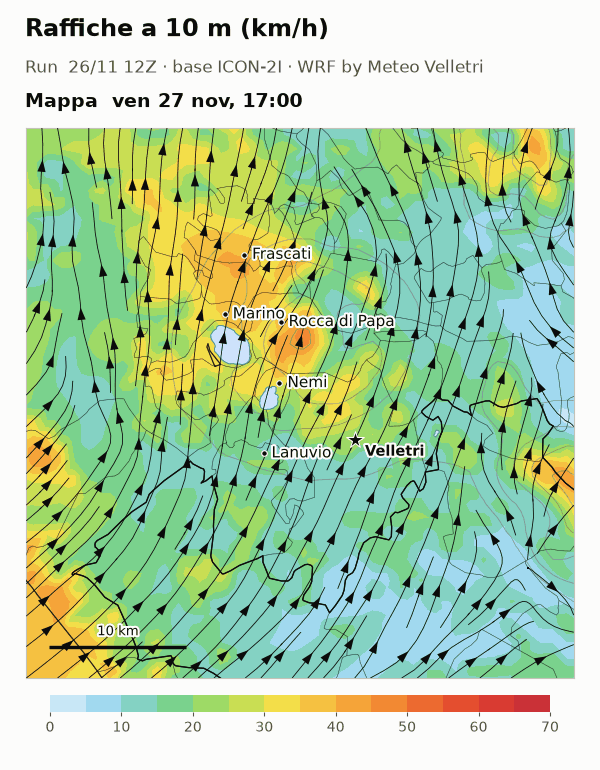 Raffiche a 10 m (km/h)
Run 26/11 12Z · base ICON-2I · WRF by Meteo Velletri
Mappa ven 27 nov, 17:00
Frascati
Marino
Rocca di Papa
Nemi
Velletri
Lanuvio
10 km
0 10 20 30 40 50 60 70